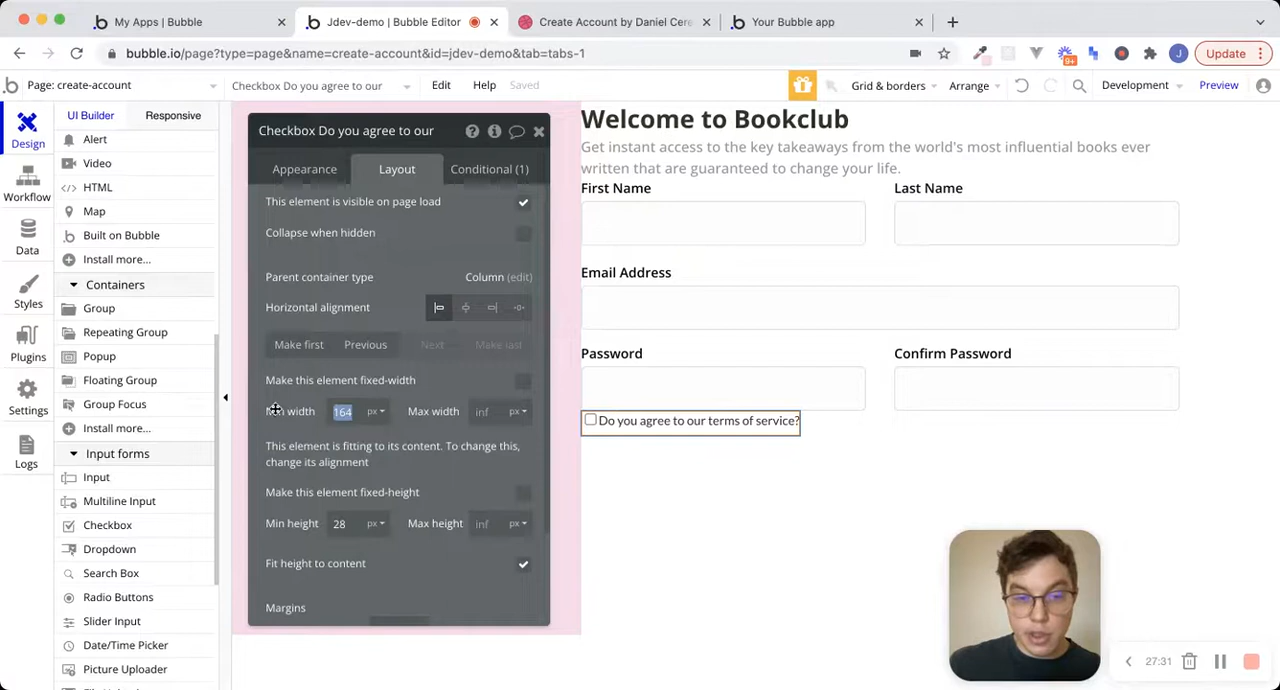 My Apps | Bubble
Jdev-demo | Bubble Editor
Create Account by Daniel Cere
Your Bubble app
bubble.io/page?type=page&name=create-account&id=jdev-demo&tab=tabs-1
9+
J
Update
Page: create-account
Checkbox Do you agree to our
Edit
Help
Saved
Grid & borders
Arrange
Development
Preview
Design
Workflow
Data
Styles
Plugins
Settings
Logs
UI Builder
Responsive
Alert
Video
HTML
Map
Built on Bubble
Install more...
Containers
Group
Repeating Group
Popup
Floating Group
Group Focus
Install more...
Input forms
Input
Multiline Input
Checkbox
Dropdown
Search Box
Radio Buttons
Slider Input
Date/Time Picker
Picture Uploader
Checkbox Do you agree to our
Appearance
Layout
Conditional (1)
This element is visible on page load
Collapse when hidden
Parent container type
Column (edit)
Horizontal alignment
Make first
Previous
Next
Make last
Make this element fixed-width
Min width
164
px
Max width
inf
px
This element is fitting to its content. To change this,
change its alignment
Make this element fixed-height
Min height
28
px
Max height
inf
px
Fit height to content
Margins
Welcome to Bookclub
Get instant access to the key takeaways from the world's most influential books ever
written that are guaranteed to change your life.
First Name
Last Name
Email Address
Password
Confirm Password
Do you agree to our terms of service?
27:31